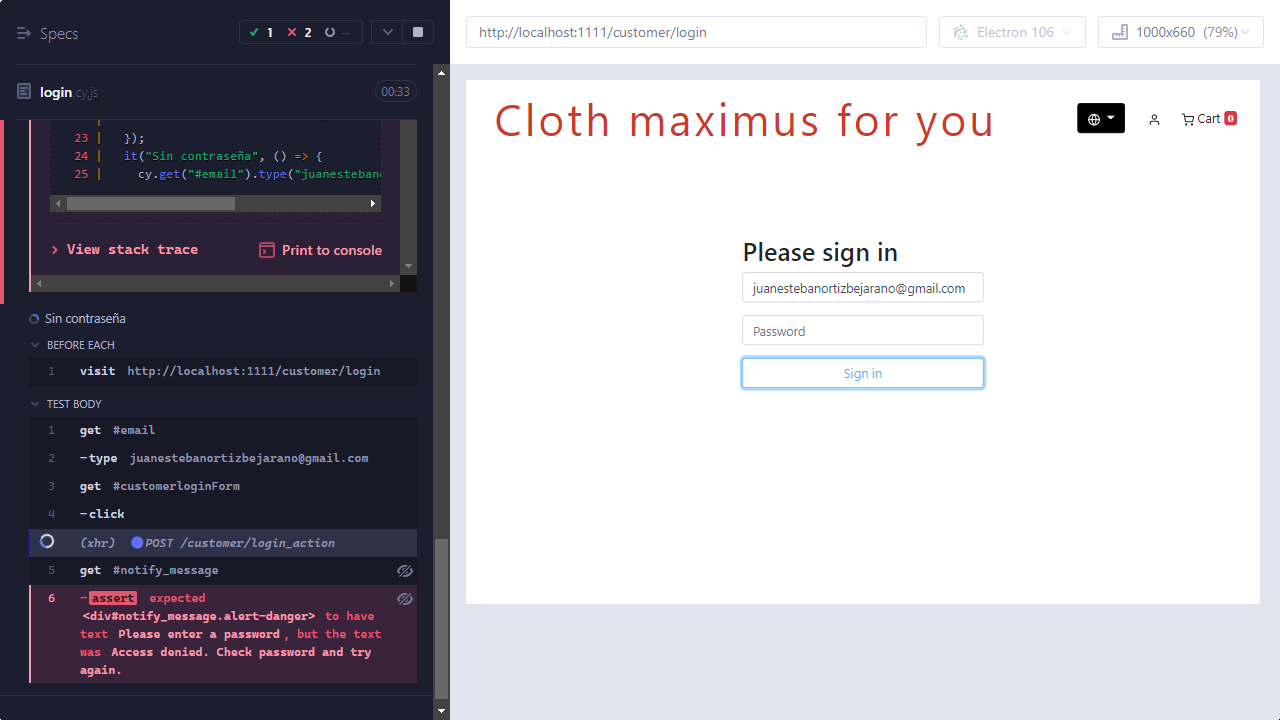 Specs
1 2 --
http://localhost:1111/customer/login
Electron 106
1000x660 (79%)
login.cy.js
00:33
23 | });
24 | it("Sin contraseña", () => {
25 | cy.get("#email").type("juanesteban
> View stack trace
Print to console
Sin contraseña
BEFORE EACH
1 visit http://localhost:1111/customer/login
TEST BODY
1 get #email
2 -type juanestebanortizbejarano@gmail.com
3 get #customerloginForm
4 -click
(xhr) POST /customer/login_action
5 get #notify_message
6 -assert expected
<div#notify_message.alert-danger> to have
text Please enter a password, but the text
was Access denied. Check password and try
again.
Cloth maximus for you
Cart 0
Please sign in
juanestebanortizbejarano@gmail.com
Password
Sign in